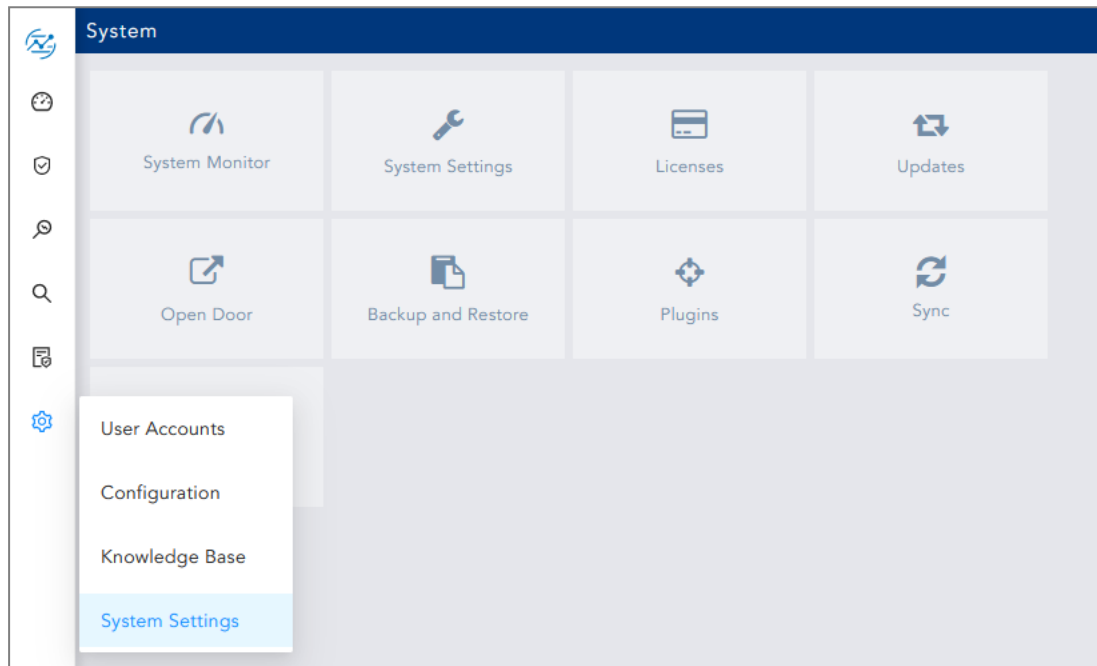 System
System Monitor
System Settings
Licenses
Updates
Open Door
Backup and Restore
Plugins
Sync
User Accounts
Configuration
Knowledge Base
System Settings